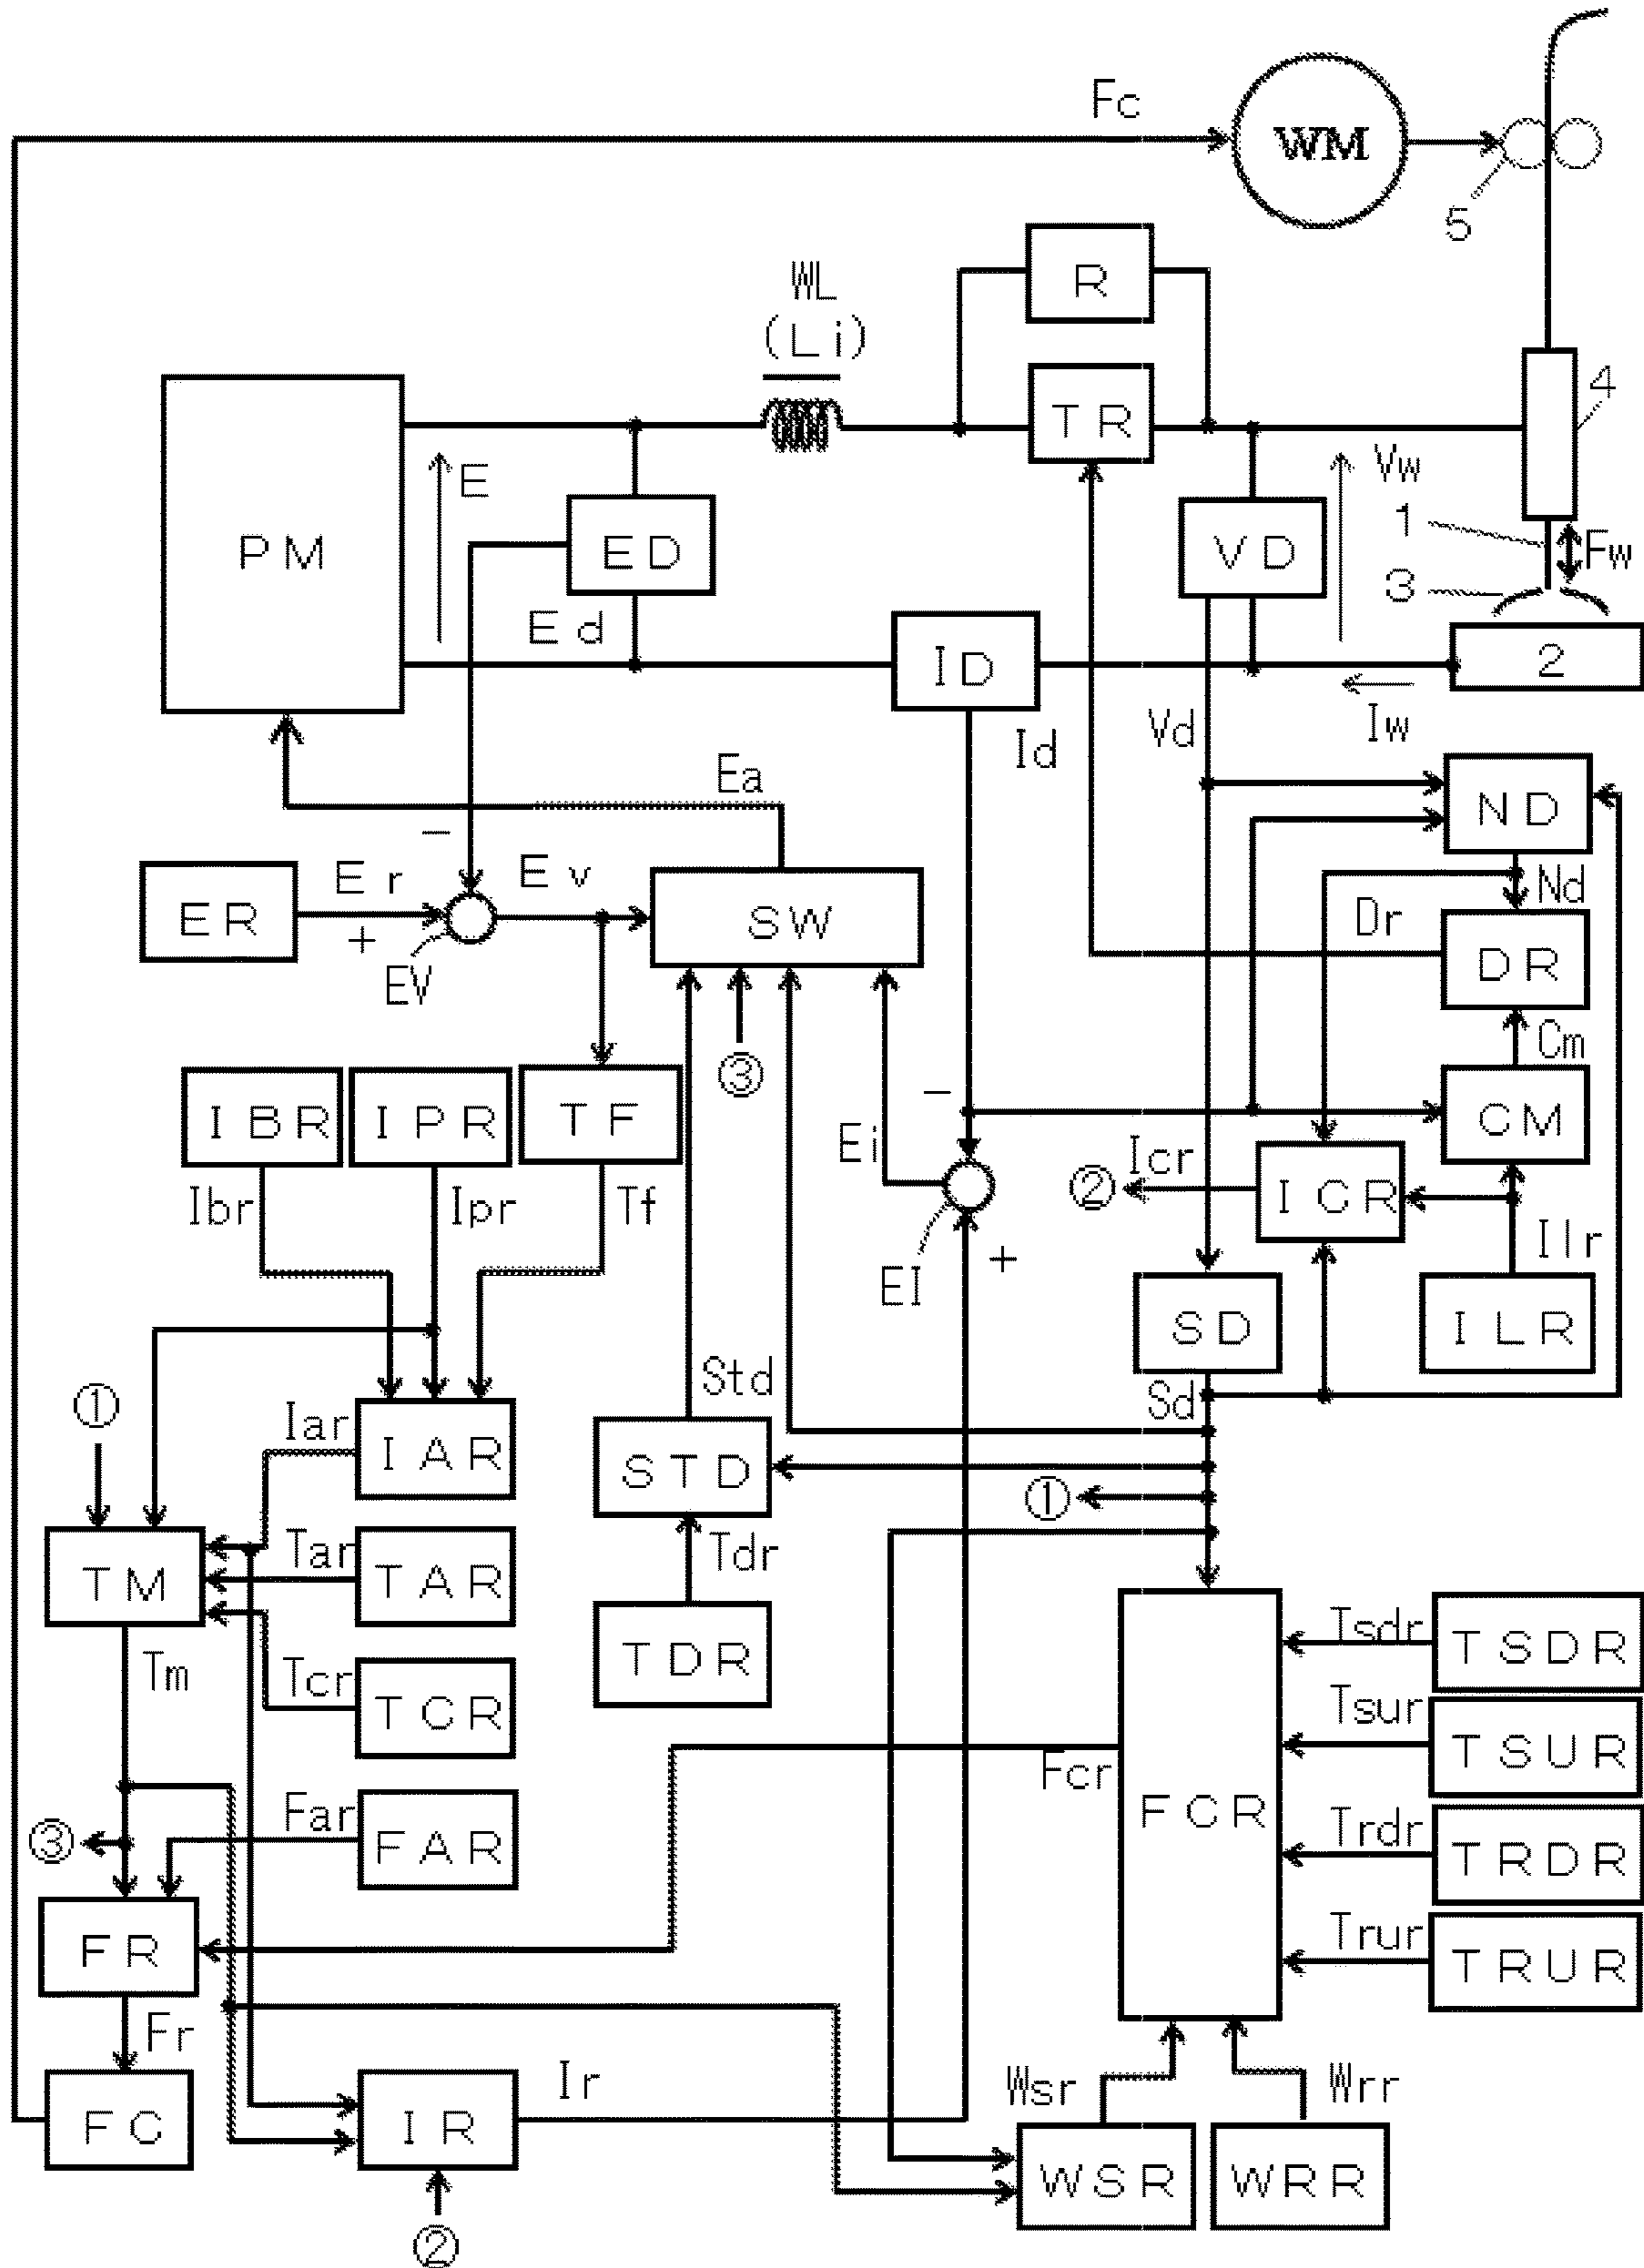 Fc
WM
5
R
WL
(Li)
TR
4
Vw
E
PM
ED
VD
1
Fw
3
Ed
ID
2
Id
Vd
Iw
Ea
ND
−
Er
Ev
Nd
ER
SW
Dr
+
EV
DR
③
Cm
IBR
IPR
TF
−
CM
Ei
Icr
②
ICR
Ibr
Ipr
Tf
Ilr
+
EI
SD
ILR
Std
Sd
①
Iar
IAR
STD
①
Tar
Tdr
TM
TAR
Tsdr
TSDR
TDR
Tm
Tcr
TCR
Tsur
TSUR
Fcr
FCR
Far
FAR
③
Trdr
TRDR
FR
Trur
TRUR
Fr
Ir
Wsr
Wrr
FC
IR
WSR
WRR
②